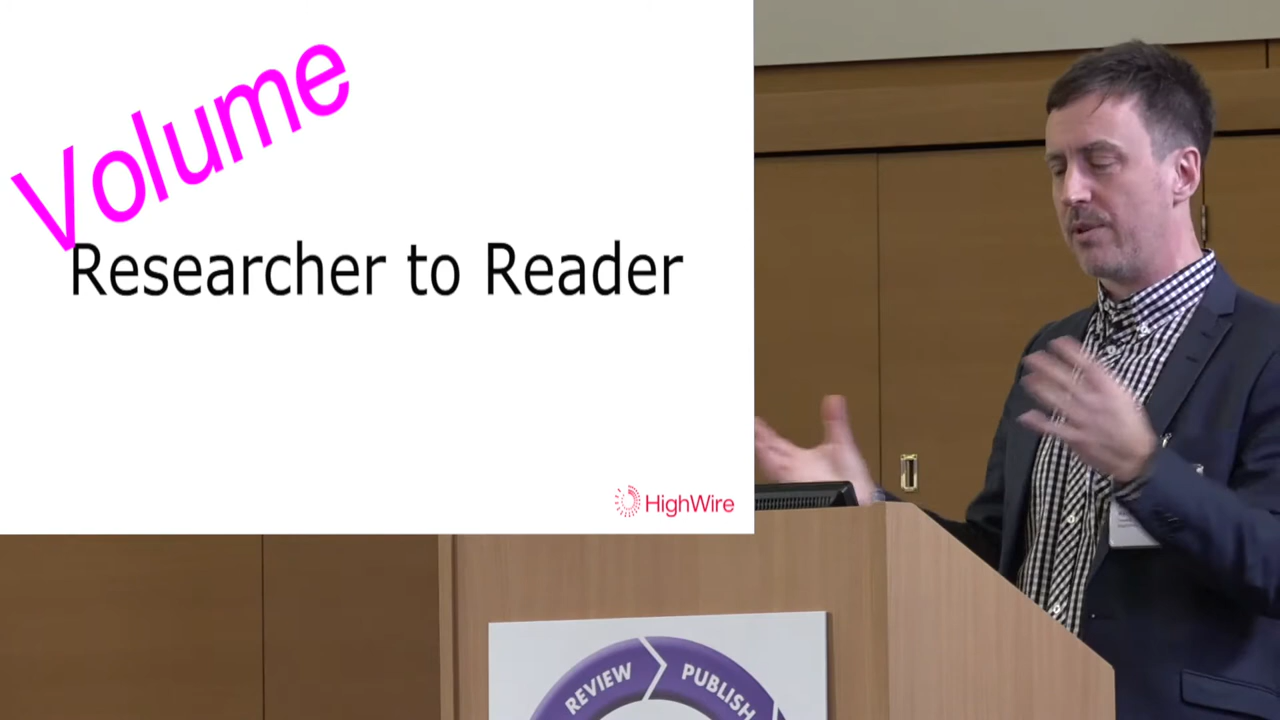 Volume
Researcher to Reader
HighWire
REVIEW
PUBLISH